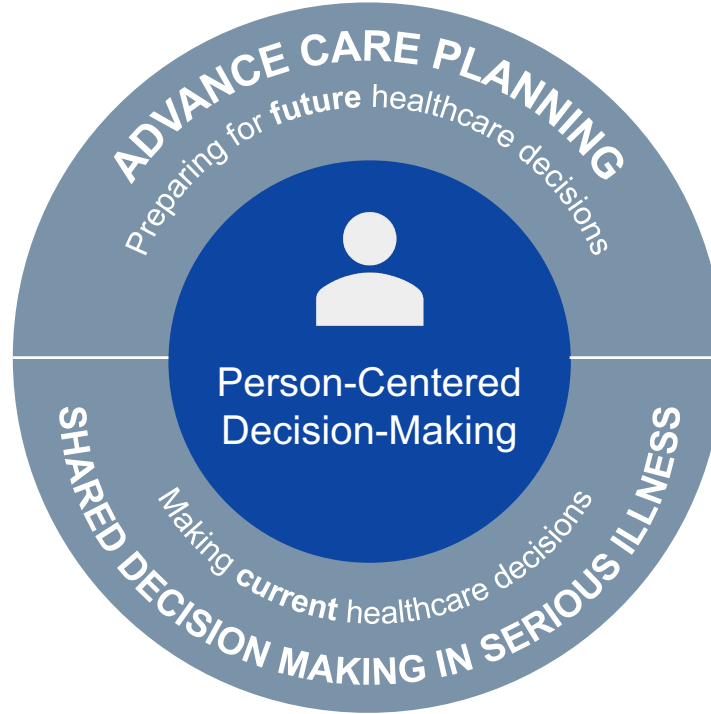 ADVANCE CARE PLANNING
Preparing for future healthcare decisions
Person-Centered
Decision-Making
Making current healthcare decisions
SHARED DECISION MAKING IN SERIOUS ILLNESS